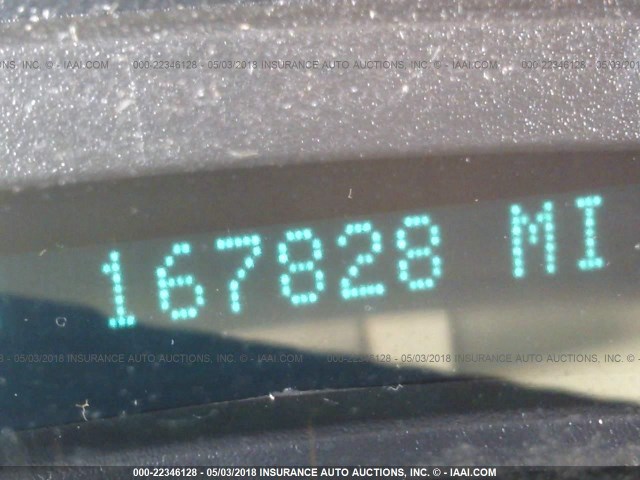 NS, INC. © - IAAI.COM 000-22346128 - 05/03/2018 INSURANCE AUTO AUCTIONS, INC. © - IAAI.COM 000-22346128 - 05/03/2018
167828 MI
- 05/03/2018 INSURANCE AUTO AUCTIONS, INC. © - IAAI.COM 000-22346128 - 05/03/2018 INSURANCE AUTO AUCTIONS, INC. ©
000-22346128 - 05/03/2018 INSURANCE AUTO AUCTIONS, INC. © - IAAI.COM